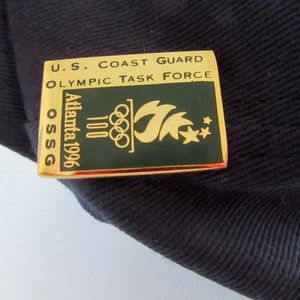 U. S. COAST GUARD
OLYMPIC TASK FORCE
OSSG
Atlanta 1996
100